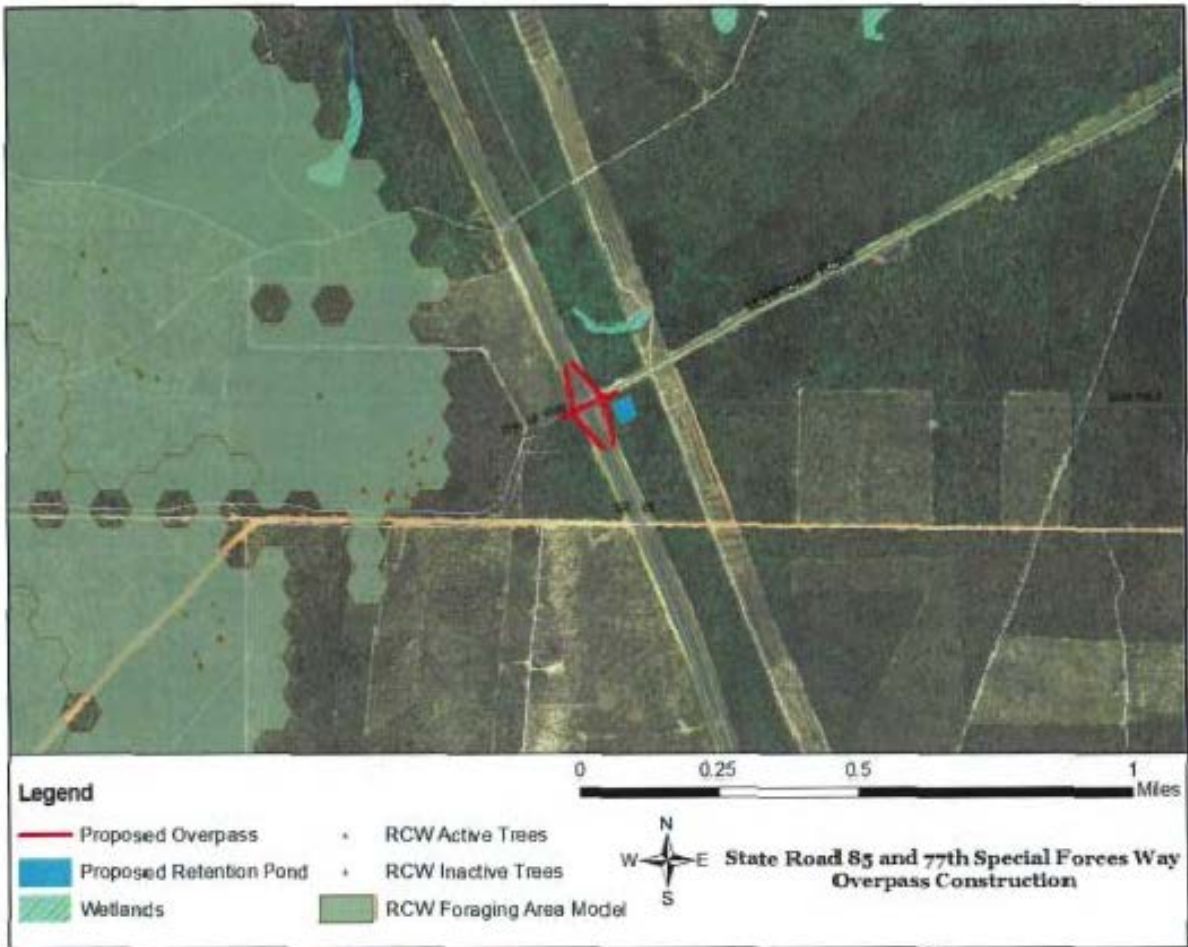 0 0.25 0.5 1
Miles
Legend
Proposed Overpass
Proposed Retention Pond
Wetlands
RCW Active Trees
RCW Inactive Trees
RCW Foraging Area Model
N
W E
S
State Road 85 and 77th Special Forces Way
Overpass Construction